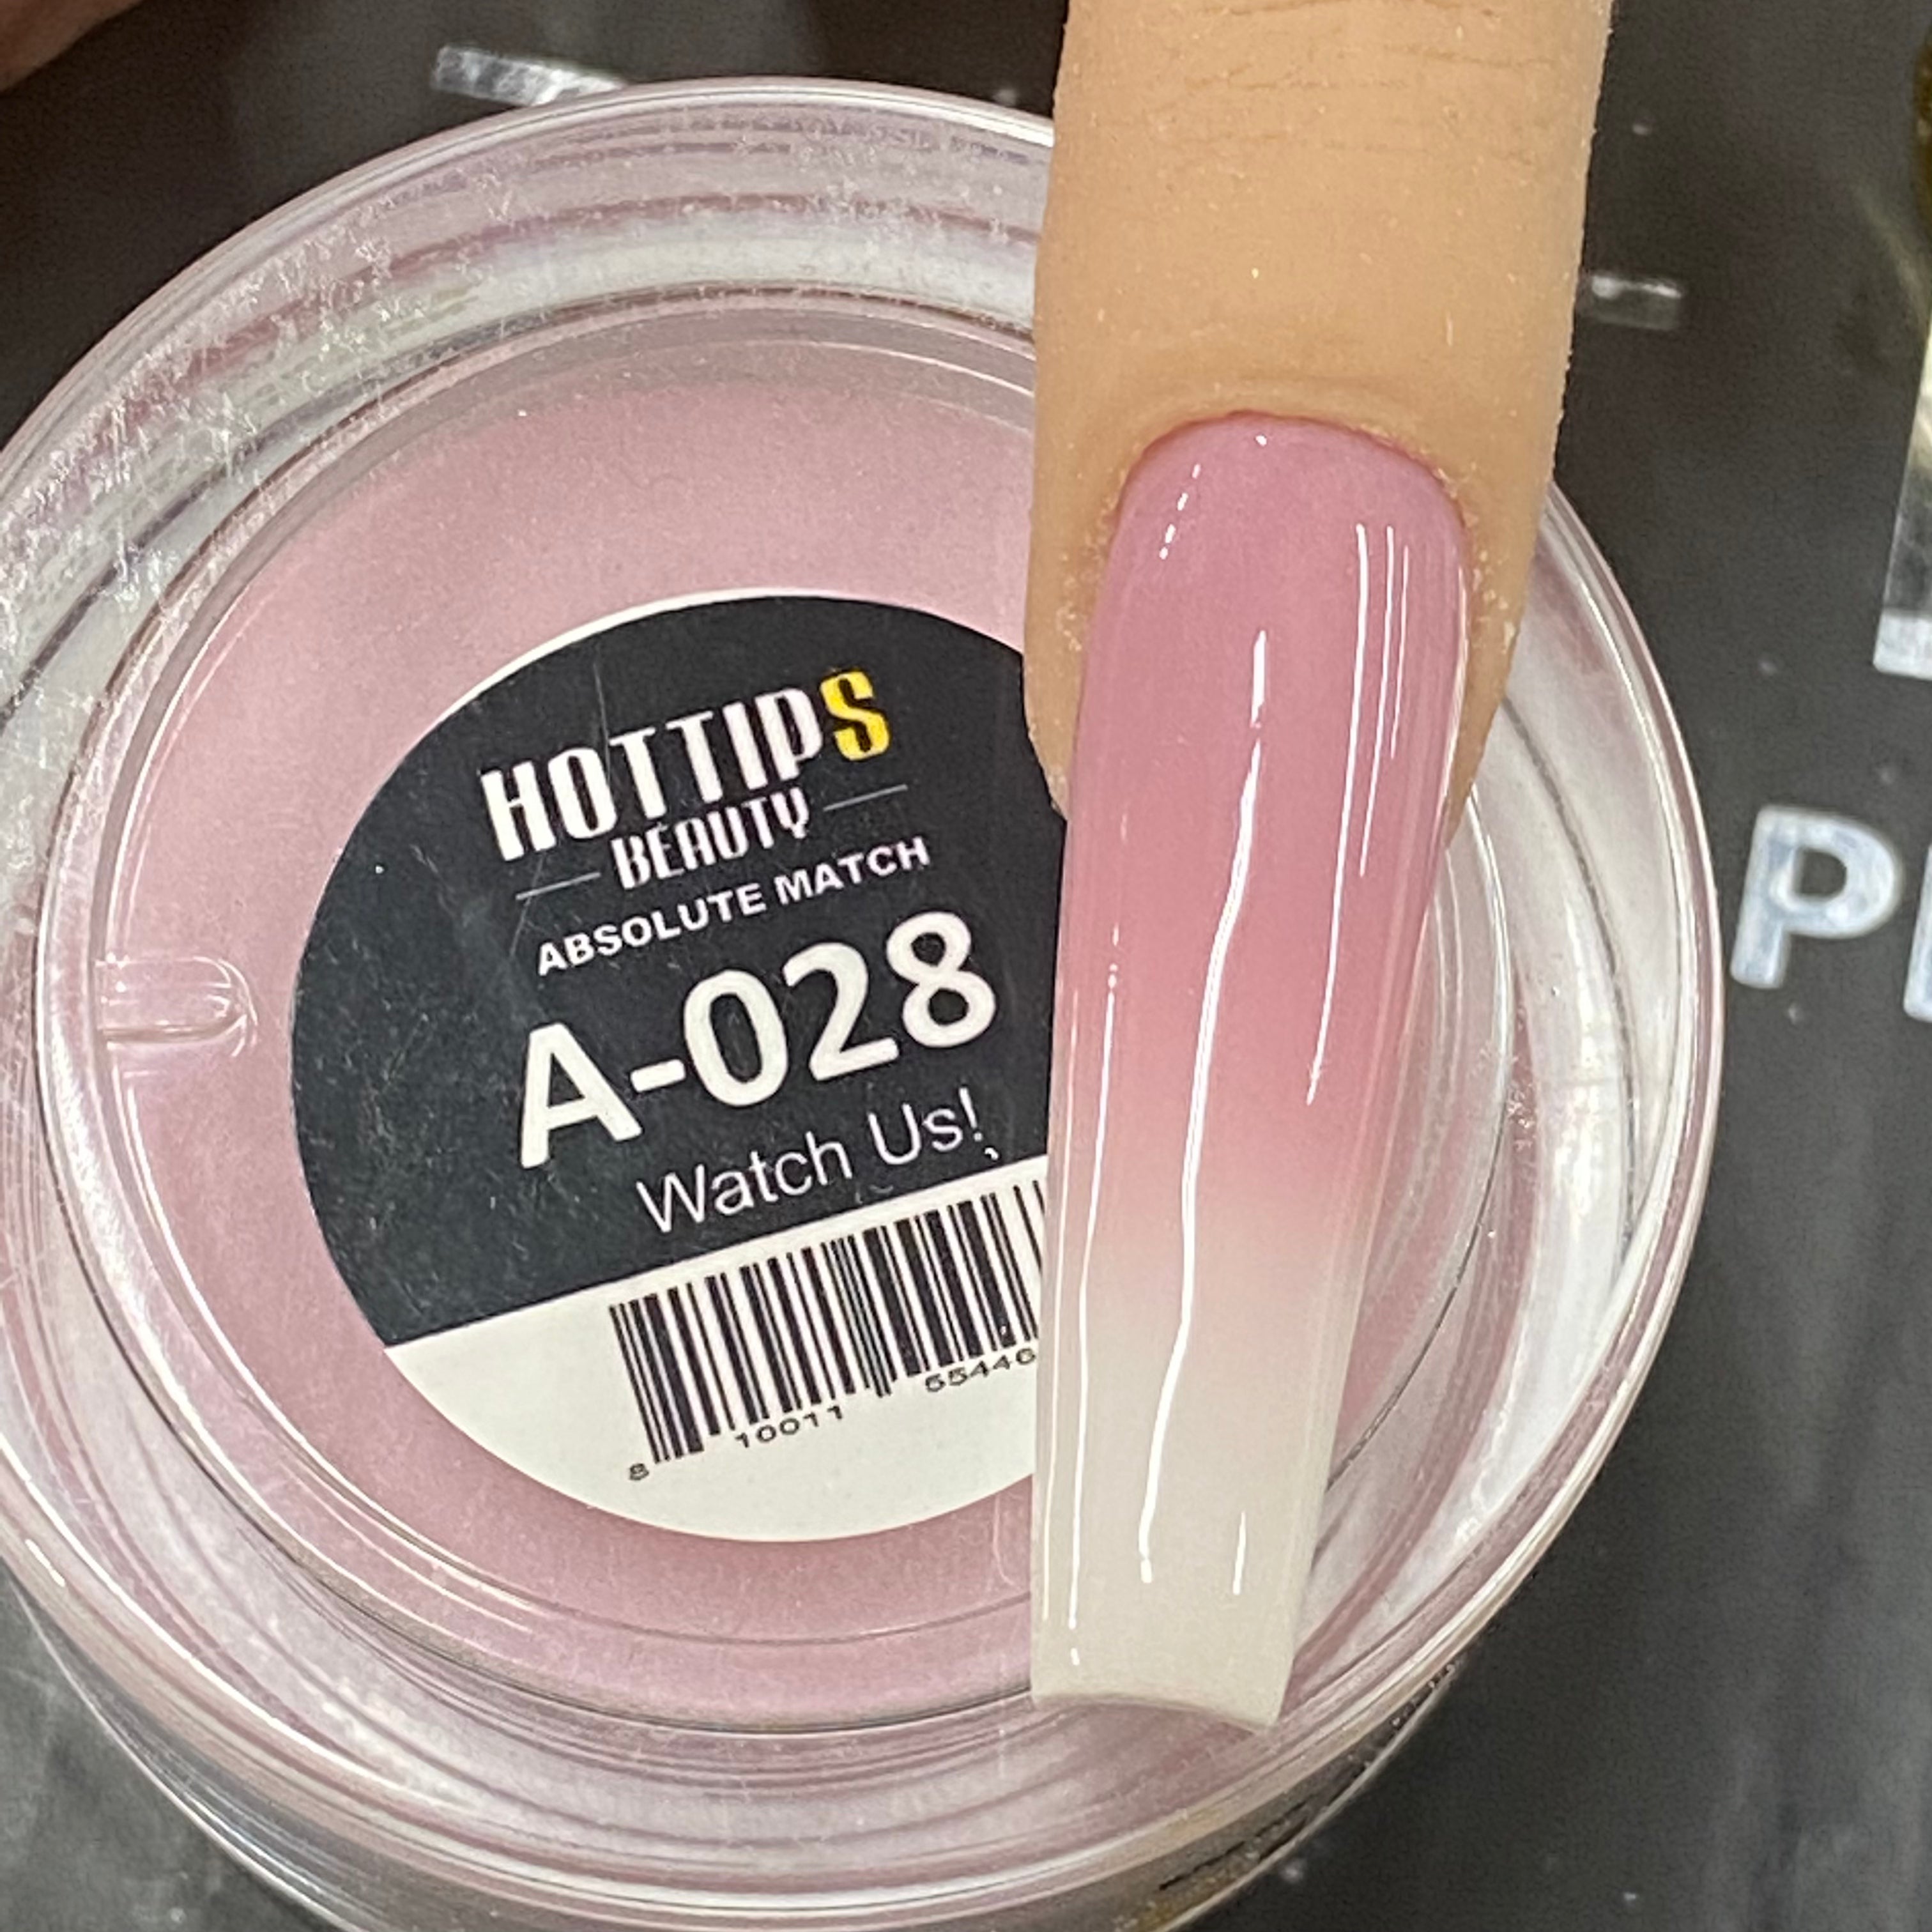 HOTTIPS
BEAUTY
ABSOLUTE MATCH
A-028
Watch Us!
8 10011 55446
P